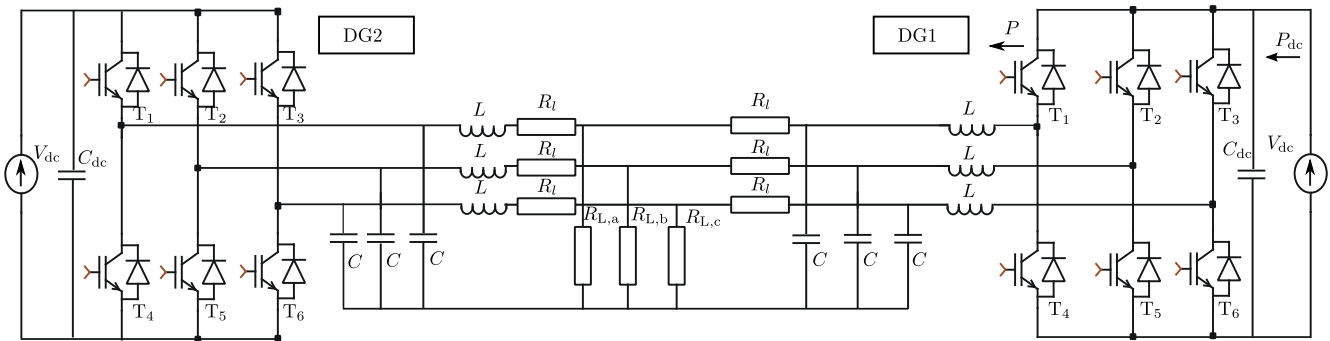 DG2
DG1
P
P_dc
T_1
T_2
T_3
T_1
T_2
T_3
L
R_l
R_l
L
V_dc
C_dc
L
R_l
R_l
L
C_dc
V_dc
L
R_l
R_l
L
R_L,a
R_L,b
R_L,c
C
C
C
C
C
C
T_4
T_5
T_6
T_4
T_5
T_6